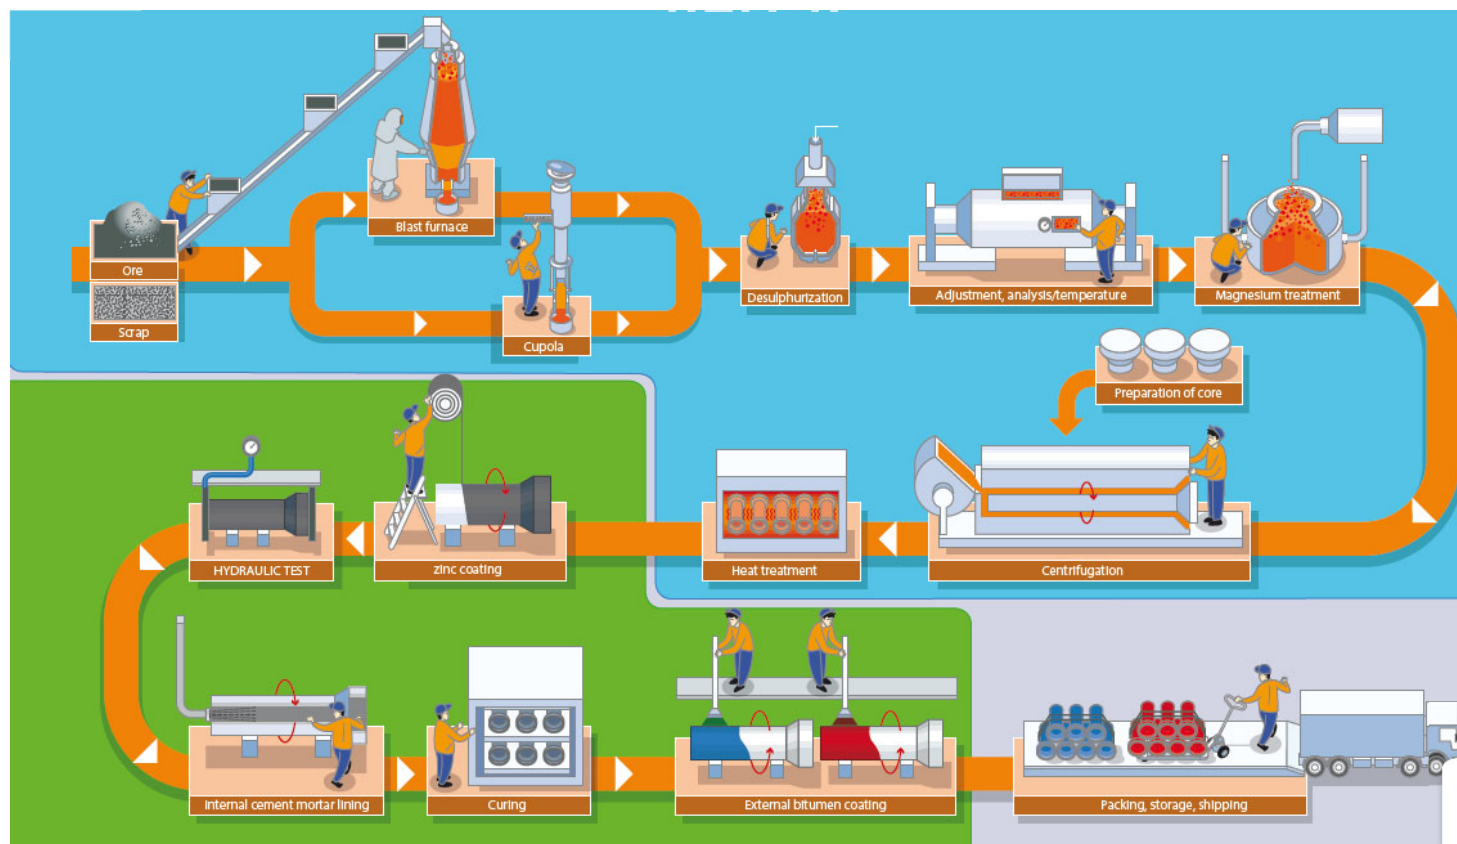 Ore
Scrap
Blast furnace
Cupola
Desulphurization
Adjustment, analysis/temperature
Magnesium treatment
Preparation of core
Centrifugation
Heat treatment
zinc coating
HYDRAULIC TEST
Internal cement mortar lining
Curing
External bitumen coating
Packing, storage, shipping